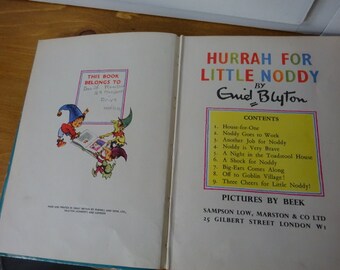 THIS BOOK
BELONGS TO
HURRAH FOR
LITTLE NODDY
BY
Enid Blyton
CONTENTS
1. House-for-One
2. Noddy Goes to Work
3. Another Job for Noddy
4. Noddy is Very Brave
5. A Night in the Toadstool House
6. A Shock for Noddy
7. Big-Ears Comes Along
8. Off to Goblin Village!
9. Three Cheers for Little Noddy!
PICTURES BY BEEK
SAMPSON LOW, MARSTON & CO LTD
25 GILBERT STREET LONDON W1